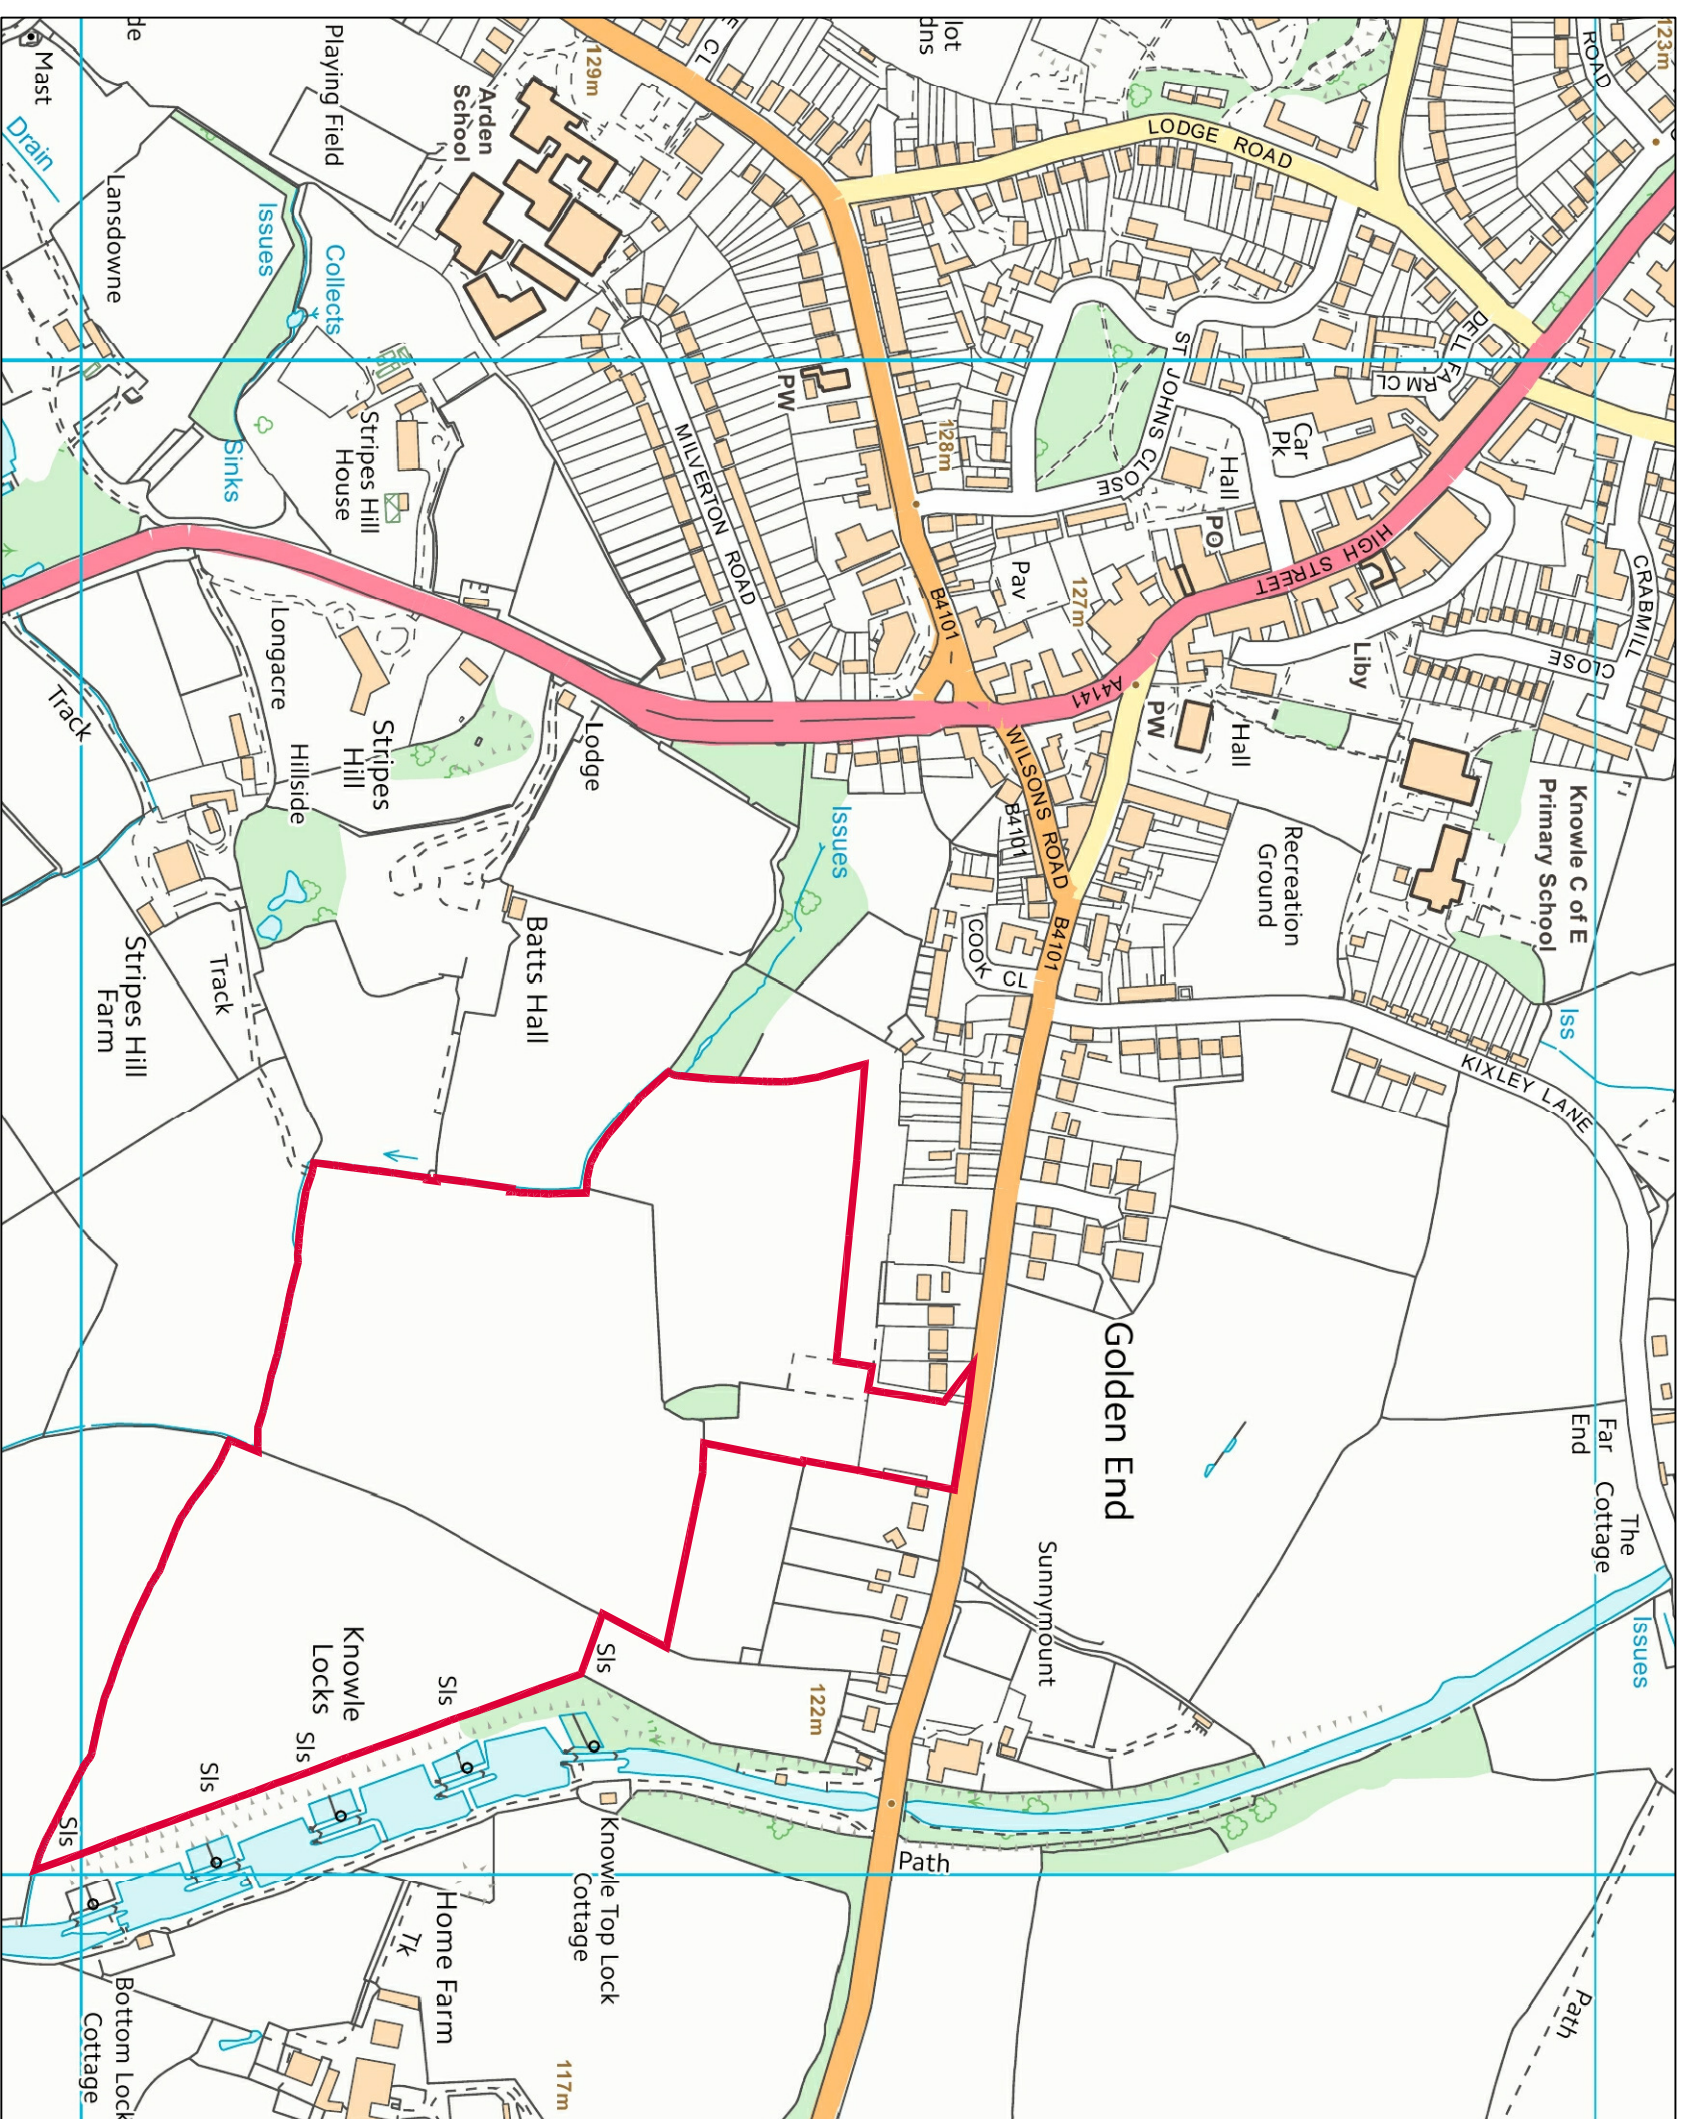 123m
ROAD
LODGE ROAD
129m
Arden
School
Playing Field
Mast
Drain
Lansdowne
Issues
Collects
Sinks
Stripes Hill
House
MILVERTON ROAD
PW
128m
ST JOHNS CLOSE
DELL FARM CL
Car
Pk
Hall
PO
HIGH STREET
CRABMILL
CLOSE
Pav
127m
B4101
A4141
Liby
PW
Hall
Knowle C of E
Primary School
Recreation
Ground
WILSONS ROAD
B4101
B4101
COOK
CL
Issues
Lodge
Longacre
Stripes
Hill
Hillside
Track
Batts Hall
Track
Stripes Hill
Farm
Iss
KIXLEY LANE
Golden End
Far
End
The
Cottage
Issues
Sunnymount
122m
Knowle
Locks
Sls
Sls
Sls
Sls
Sls
Path
Knowle Top Lock
Cottage
Home Farm
Tk
Bottom Lock
Cottage
117m
Path
CL